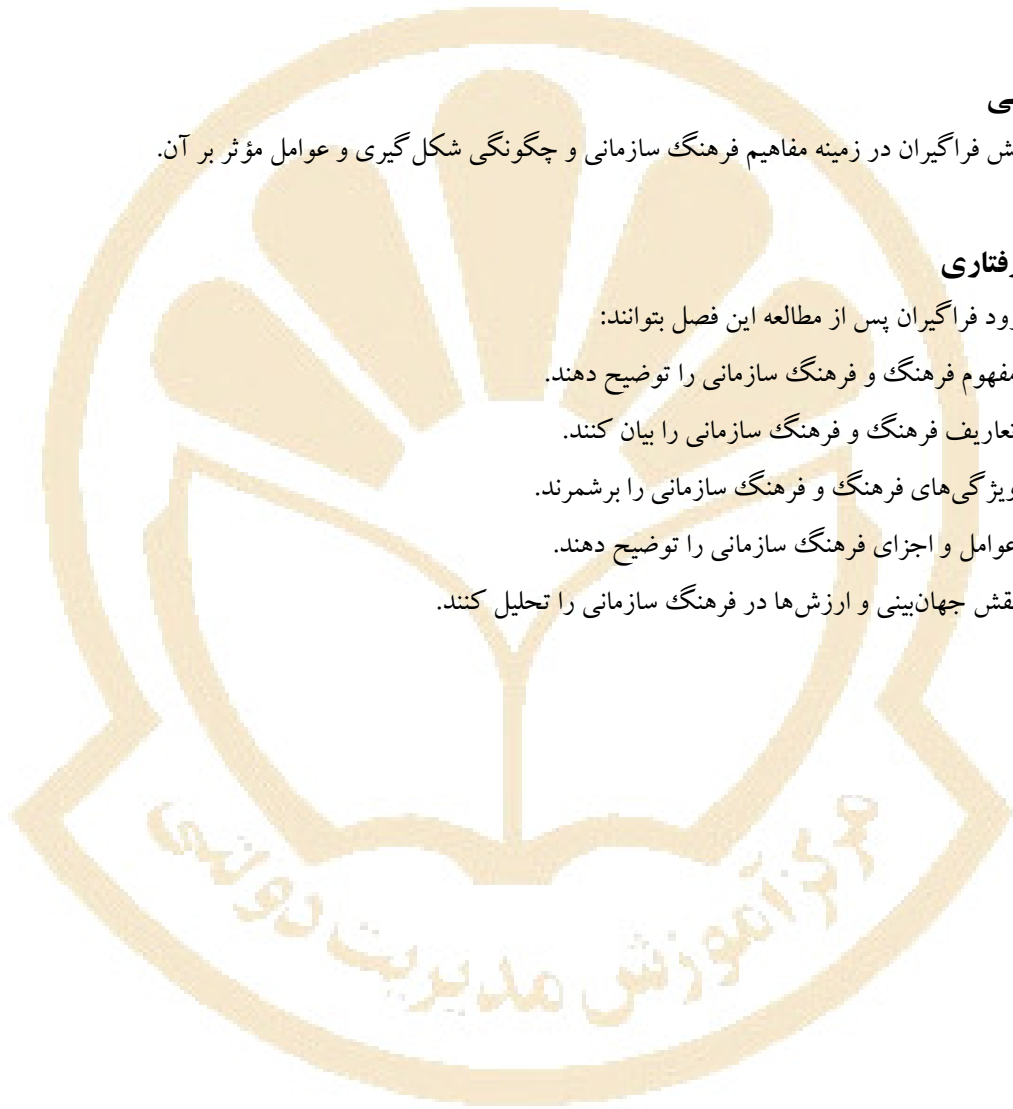 ی
ش فراگیران در زمینه مفاهیم فرهنگ سازمانی و چگونگی شکل‌گیری و عوامل مؤثر بر آن.
فتاری
ود فراگیران پس از مطالعه این فصل بتوانند:
مفهوم فرهنگ و فرهنگ سازمانی را توضیح دهند.
تعاریف فرهنگ و فرهنگ سازمانی را بیان کنند.
ویژگی‌های فرهنگ و فرهنگ سازمانی را برشمرند.
عوامل و اجزای فرهنگ سازمانی را توضیح دهند.
نقش جهان‌بینی و ارزش‌ها در فرهنگ سازمانی را تحلیل کنند.
مرکز آموزش مدیریت دولتی